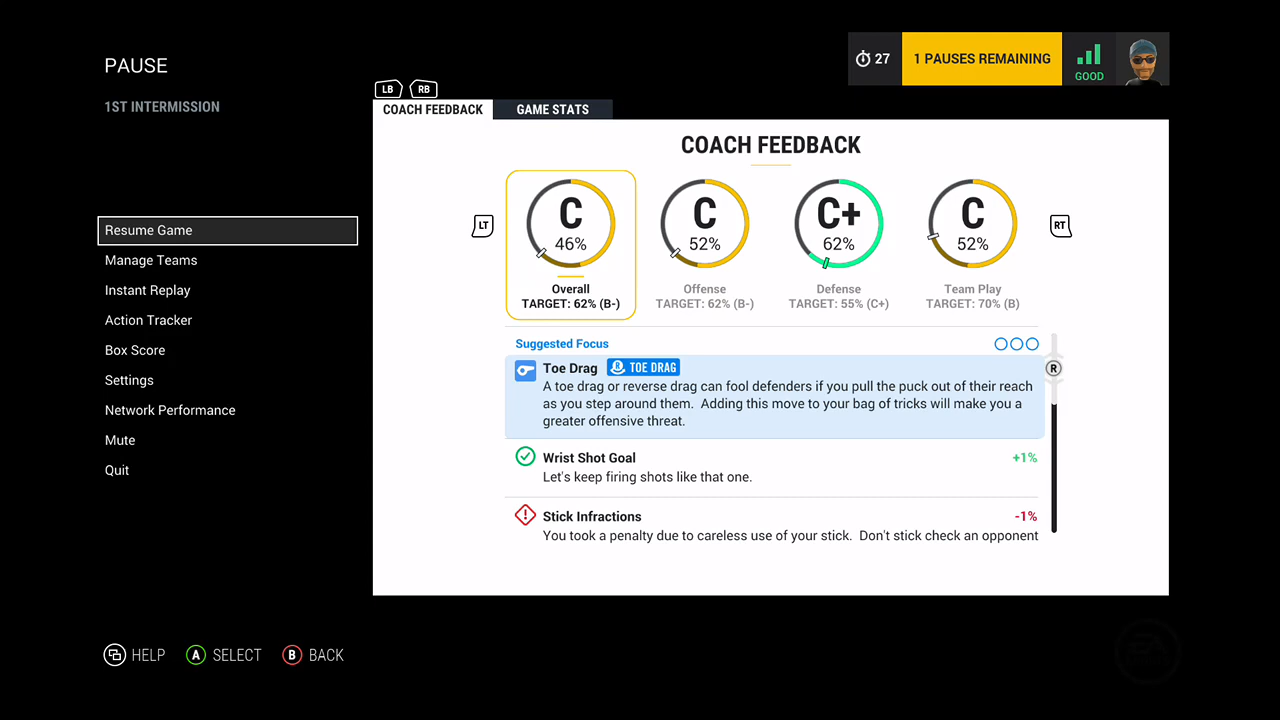 PAUSE
1ST INTERMISSION
27
1 PAUSES REMAINING
GOOD
LB RB
COACH FEEDBACK GAME STATS
COACH FEEDBACK
LT
C
46%
Overall
TARGET: 62% (B-)
C
52%
Offense
TARGET: 62% (B-)
C+
62%
Defense
TARGET: 55% (C+)
C
52%
Team Play
TARGET: 70% (B)
RT
Resume Game
Manage Teams
Instant Replay
Action Tracker
Box Score
Settings
Network Performance
Mute
Quit
Suggested Focus
Toe Drag R TOE DRAG
A toe drag or reverse drag can fool defenders if you pull the puck out of their reach
as you step around them. Adding this move to your bag of tricks will make you a
greater offensive threat.
R
Wrist Shot Goal +1%
Let's keep firing shots like that one.
Stick Infractions -1%
You took a penalty due to careless use of your stick. Don't stick check an opponent
HELP A SELECT B BACK
EA